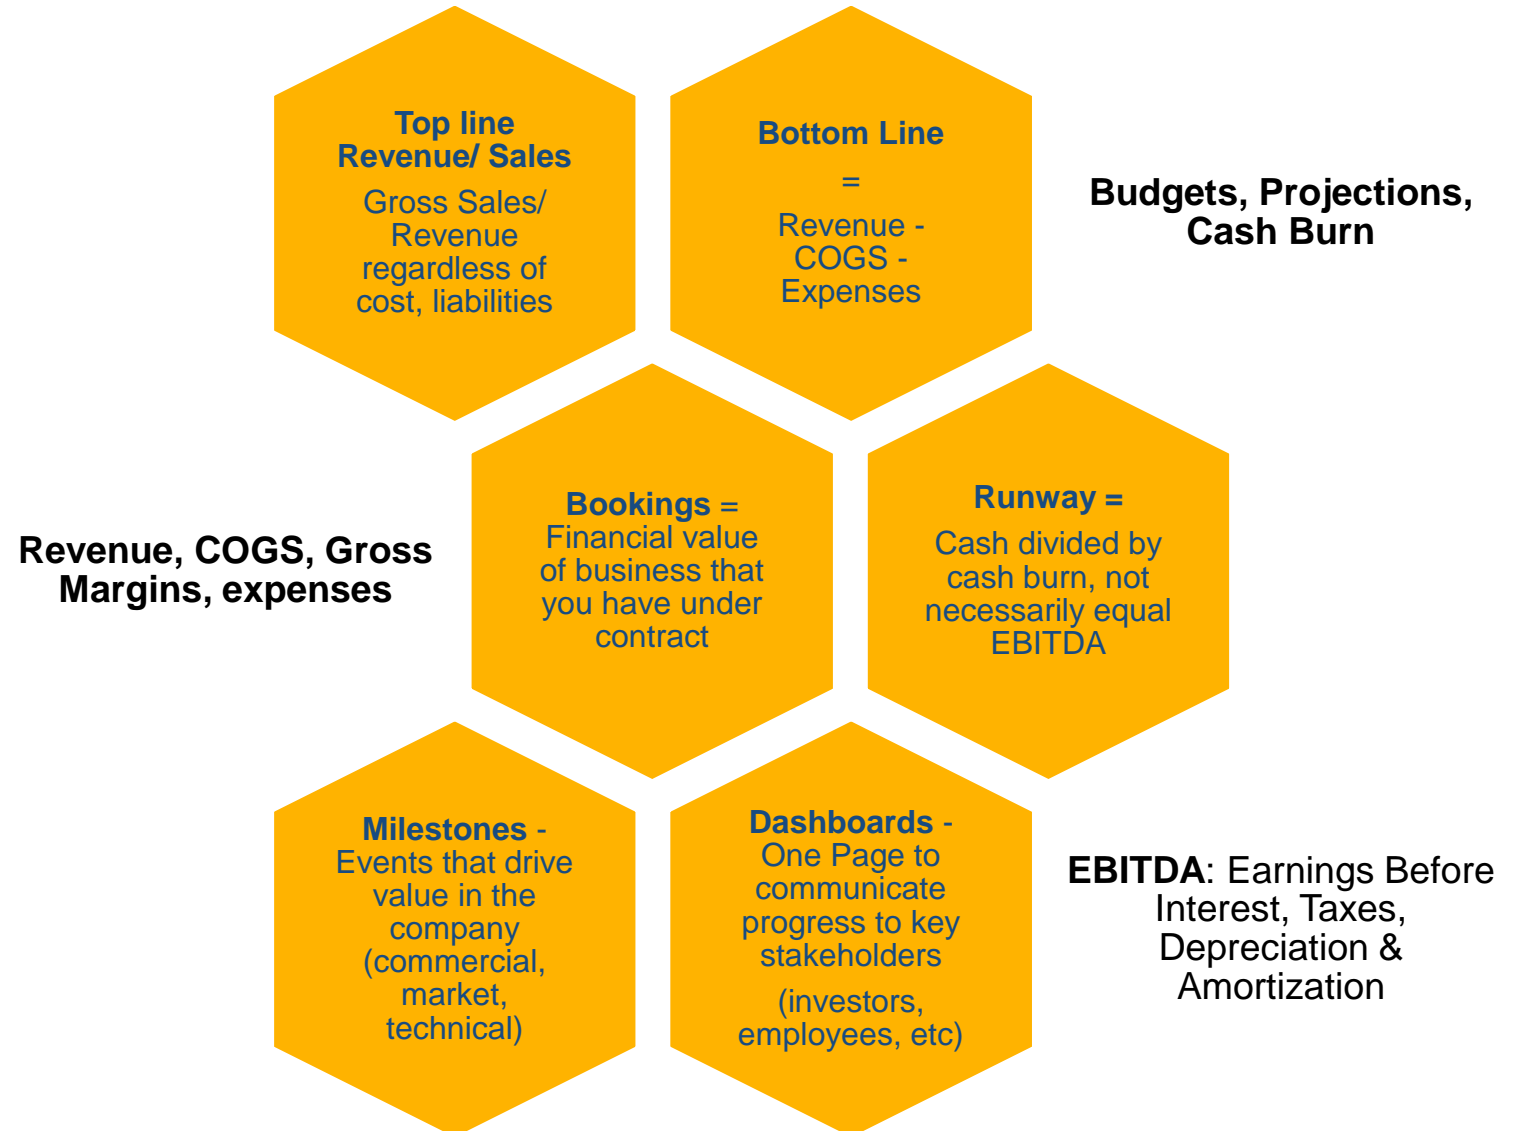 Top line
Revenue/ Sales
Gross Sales/
Revenue
regardless of
cost, liabilities
Bottom Line
=
Revenue -
COGS -
Expenses
Budgets, Projections,
Cash Burn
Revenue, COGS, Gross
Margins, expenses
Bookings =
Financial value
of business that
you have under
contract
Runway =
Cash divided by
cash burn, not
necessarily equal
EBITDA
Milestones -
Events that drive
value in the
company
(commercial,
market,
technical)
Dashboards -
One Page to
communicate
progress to key
stakeholders
(investors,
employees, etc)
EBITDA: Earnings Before
Interest, Taxes,
Depreciation &
Amortization